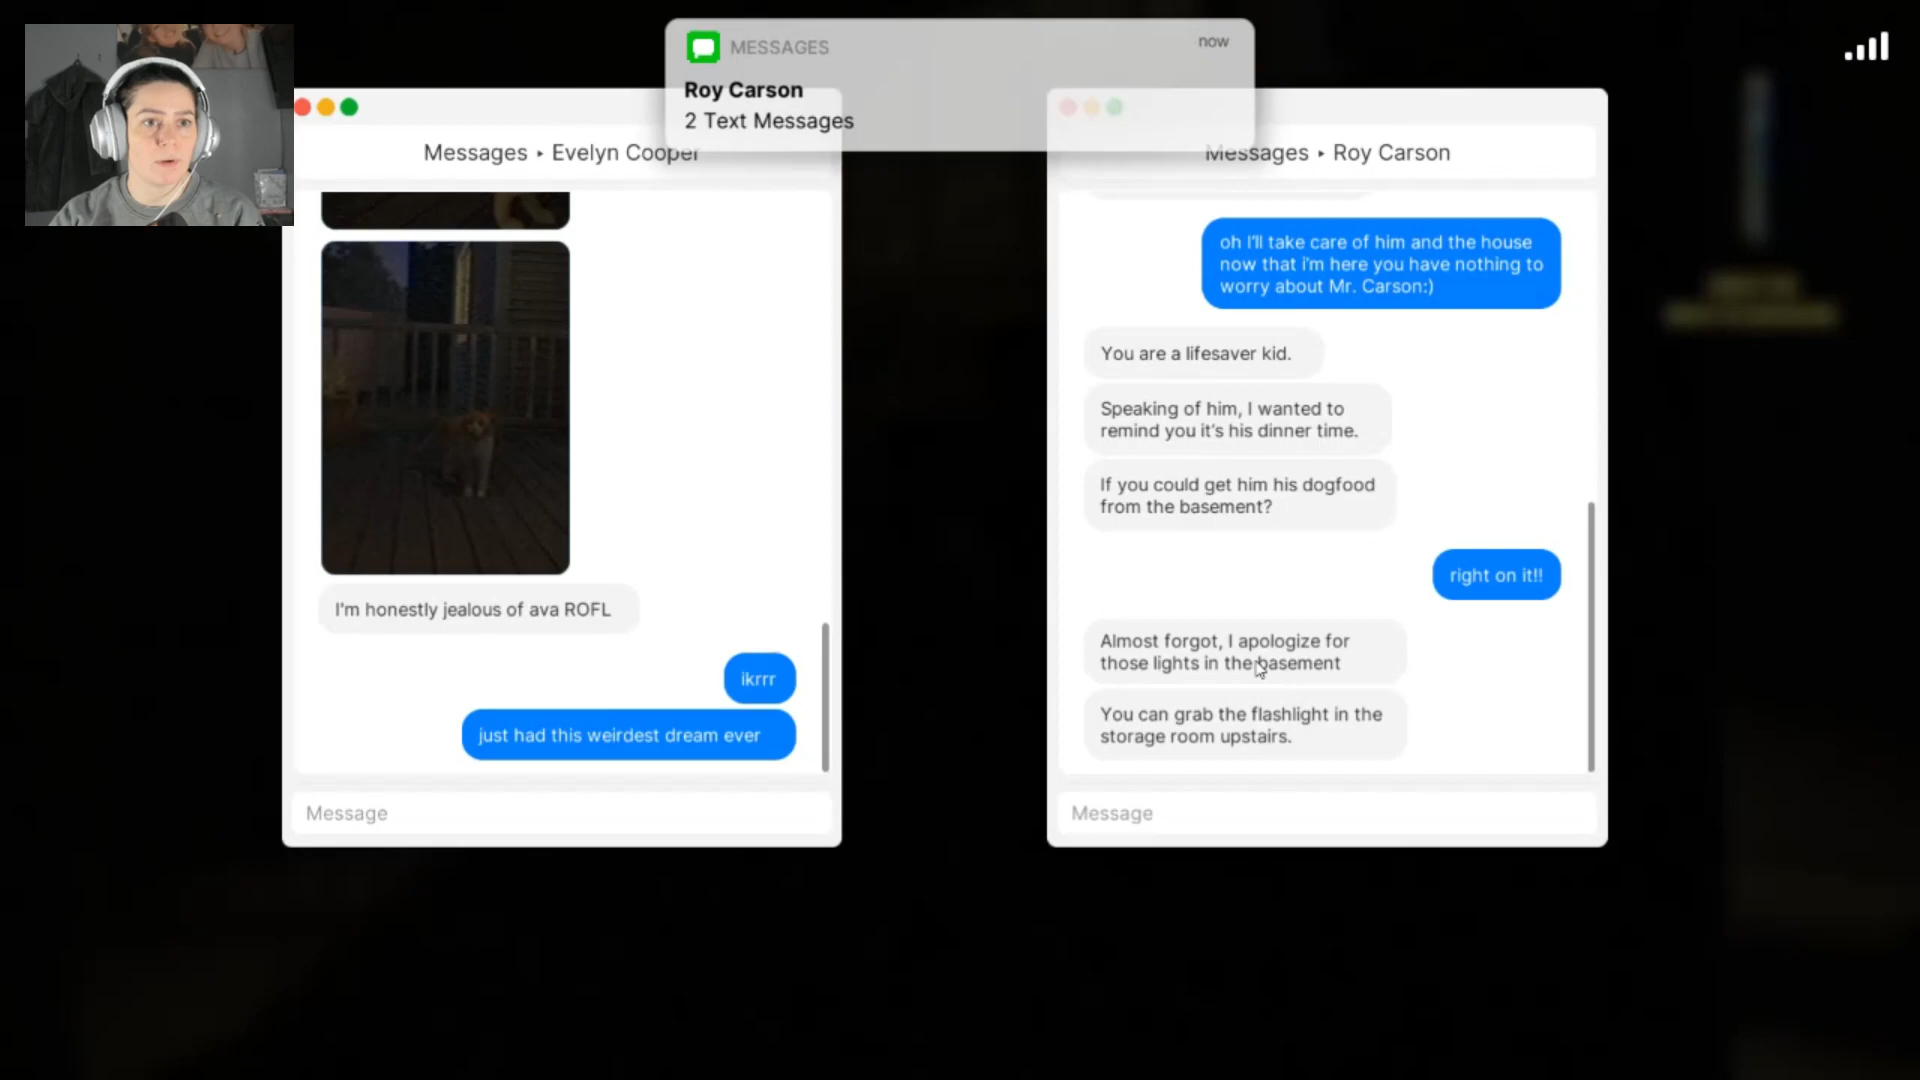 MESSAGES
now
Roy Carson
2 Text Messages
Messages ▸ Evelyn Cooper
I'm honestly jealous of ava ROFL
ikrrr
just had this weirdest dream ever
Message
Messages ▸ Roy Carson
oh I'll take care of him and the house
now that i'm here you have nothing to
worry about Mr. Carson:)
You are a lifesaver kid.
Speaking of him, I wanted to
remind you it's his dinner time.
If you could get him his dogfood
from the basement?
right on it!!
Almost forgot, I apologize for
those lights in the basement
You can grab the flashlight in the
storage room upstairs.
Message